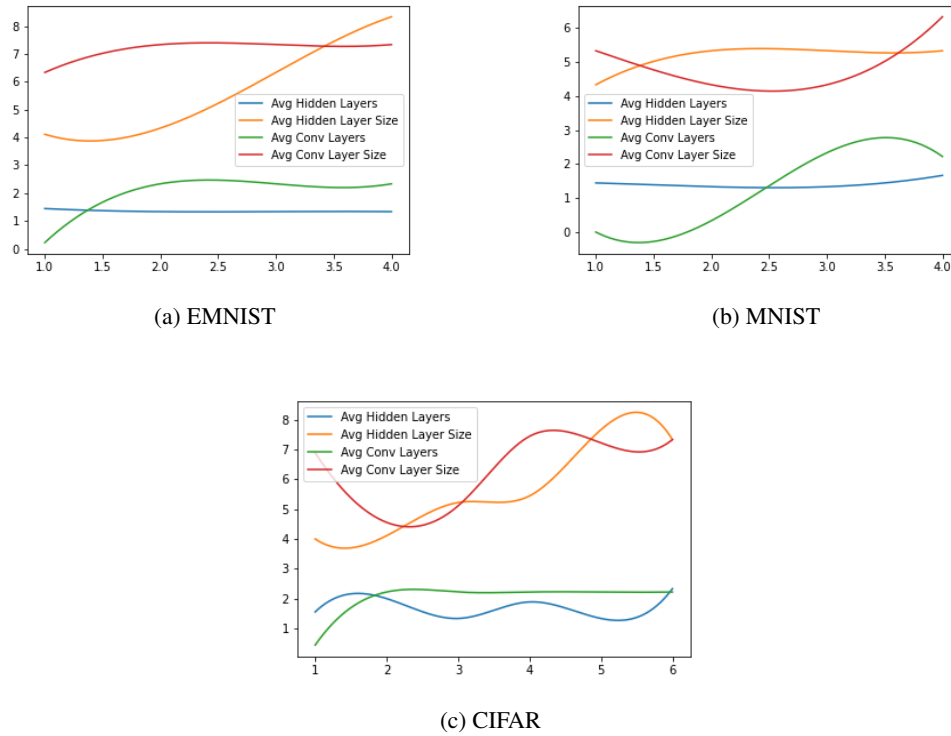 8
7
6
5
4
3
2
1
0
Avg Hidden Layers
Avg Hidden Layer Size
Avg Conv Layers
Avg Conv Layer Size
1.0 1.5 2.0 2.5 3.0 3.5 4.0
(a) EMNIST
6
5
4
3
2
1
0
Avg Hidden Layers
Avg Hidden Layer Size
Avg Conv Layers
Avg Conv Layer Size
1.0 1.5 2.0 2.5 3.0 3.5 4.0
(b) MNIST
8
7
6
5
4
3
2
1
Avg Hidden Layers
Avg Hidden Layer Size
Avg Conv Layers
Avg Conv Layer Size
1 2 3 4 5 6
(c) CIFAR